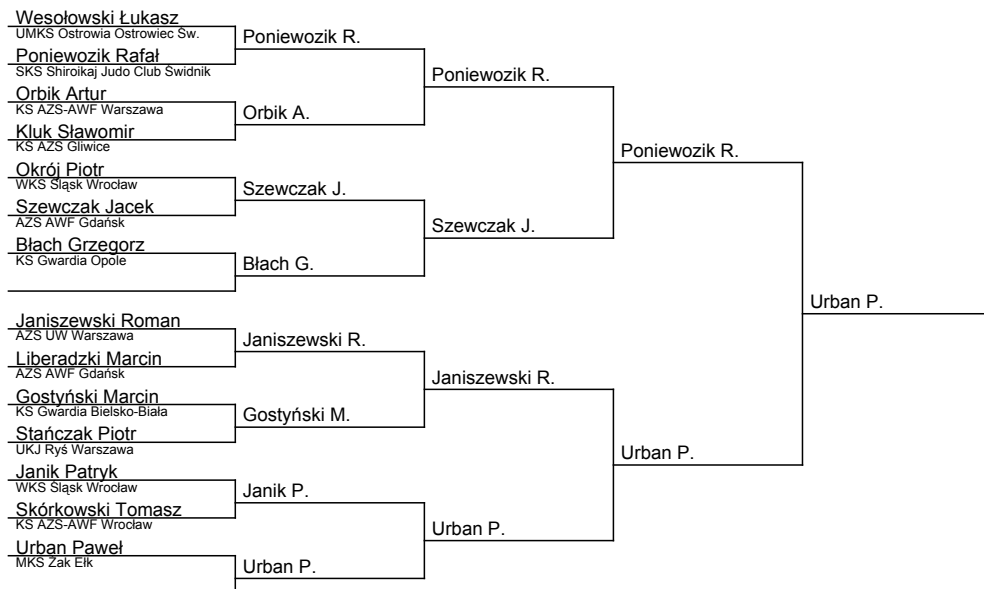 Wesołowski Łukasz
UMKS Ostrovia Ostrowiec Św.
Poniewozik Rafał
SKS Shiroikaj Judo Club Świdnik
Orbik Artur
KS AZS-AWF Warszawa
Kluk Sławomir
KS AZS Gliwice
Okrój Piotr
WKS Śląsk Wrocław
Szewczak Jacek
AZS AWF Gdańsk
Błach Grzegorz
KS Gwardia Opole
Janiszewski Roman
AZS UW Warszawa
Liberadzki Marcin
AZS AWF Gdańsk
Gostyński Marcin
KS Gwardia Bielsko-Biała
Stańczak Piotr
UKJ Ryś Warszawa
Janik Patryk
WKS Śląsk Wrocław
Skórkowski Tomasz
KS AZS-AWF Wrocław
Urban Paweł
MKS Żak Ełk
Poniewozik R.
Orbik A.
Szewczak J.
Błach G.
Janiszewski R.
Gostyński M.
Janik P.
Urban P.
Poniewozik R.
Szewczak J.
Janiszewski R.
Urban P.
Poniewozik R.
Urban P.
Urban P.